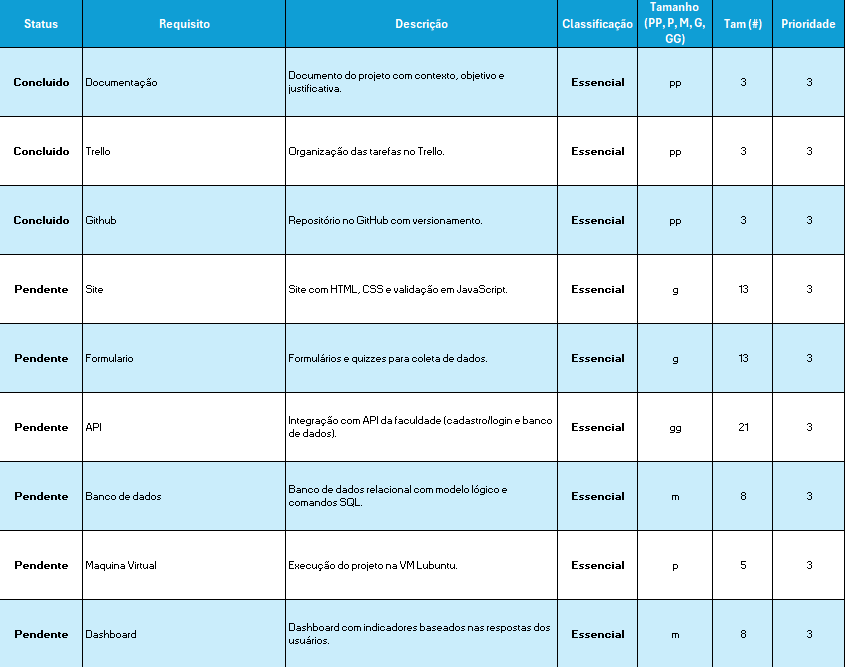 Status Requisito Descrição Classificação Tamanho (PP, P, M, G, GG) Tam (#) Prioridade
Concluido Documentação Documento do projeto com contexto, objetivo e justificativa. Essencial pp 3 3
Concluido Trello Organização das tarefas no Trello. Essencial pp 3 3
Concluido Github Repositório no GitHub com versionamento. Essencial pp 3 3
Pendente Site Site com HTML, CSS e validação em JavaScript. Essencial g 13 3
Pendente Formulario Formulários e quizzes para coleta de dados. Essencial g 13 3
Pendente API Integração com API da faculdade (cadastro/login e banco de dados). Essencial gg 21 3
Pendente Banco de dados Banco de dados relacional com modelo lógico e comandos SQL. Essencial m 8 3
Pendente Maquina Virtual Execução do projeto na VM Lubuntu. Essencial p 5 3
Pendente Dashboard Dashboard com indicadores baseados nas respostas dos usuários. Essencial m 8 3